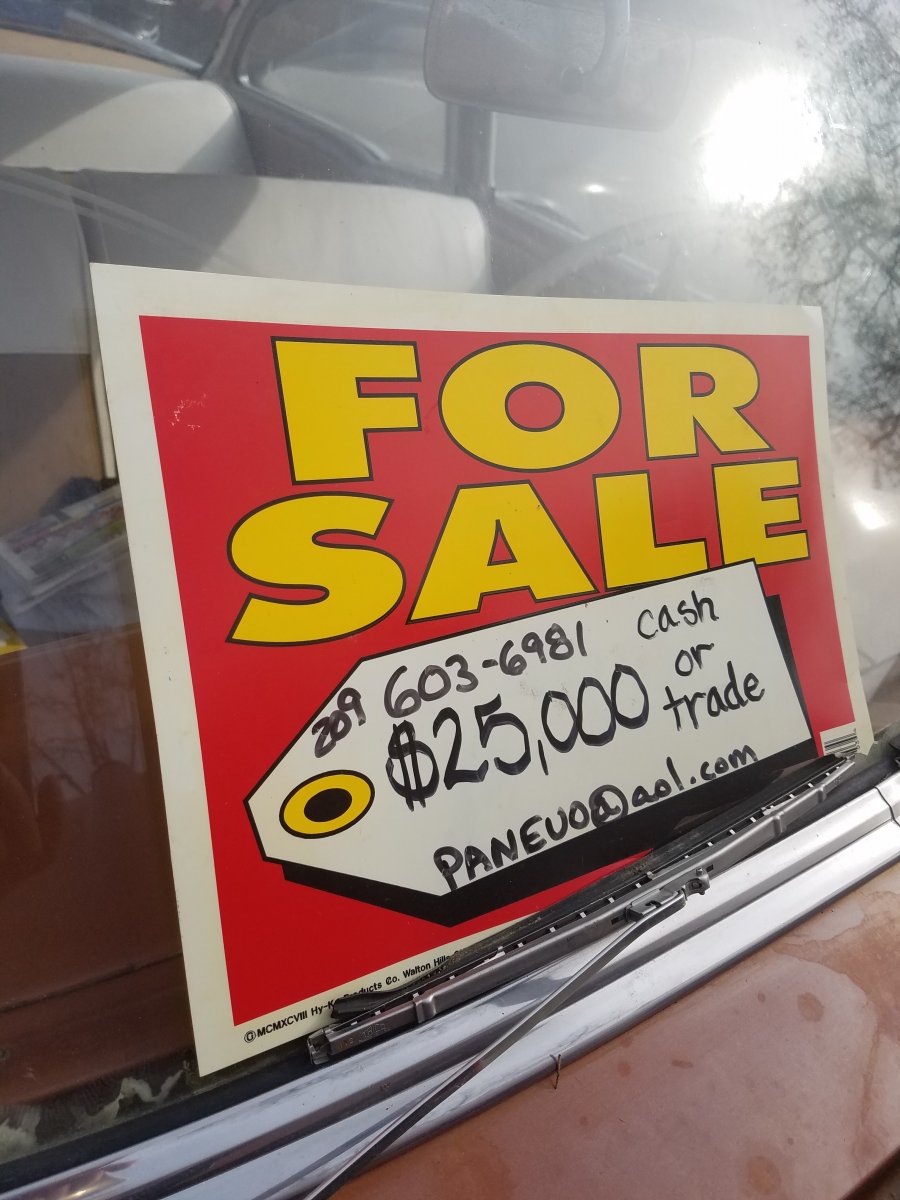 FOR
SALE
209 603-6981 cash
or
$25,000 trade
PANEUO@aol.com
©MCMXCVIII Hy-Ko Products Co. Walton Hills